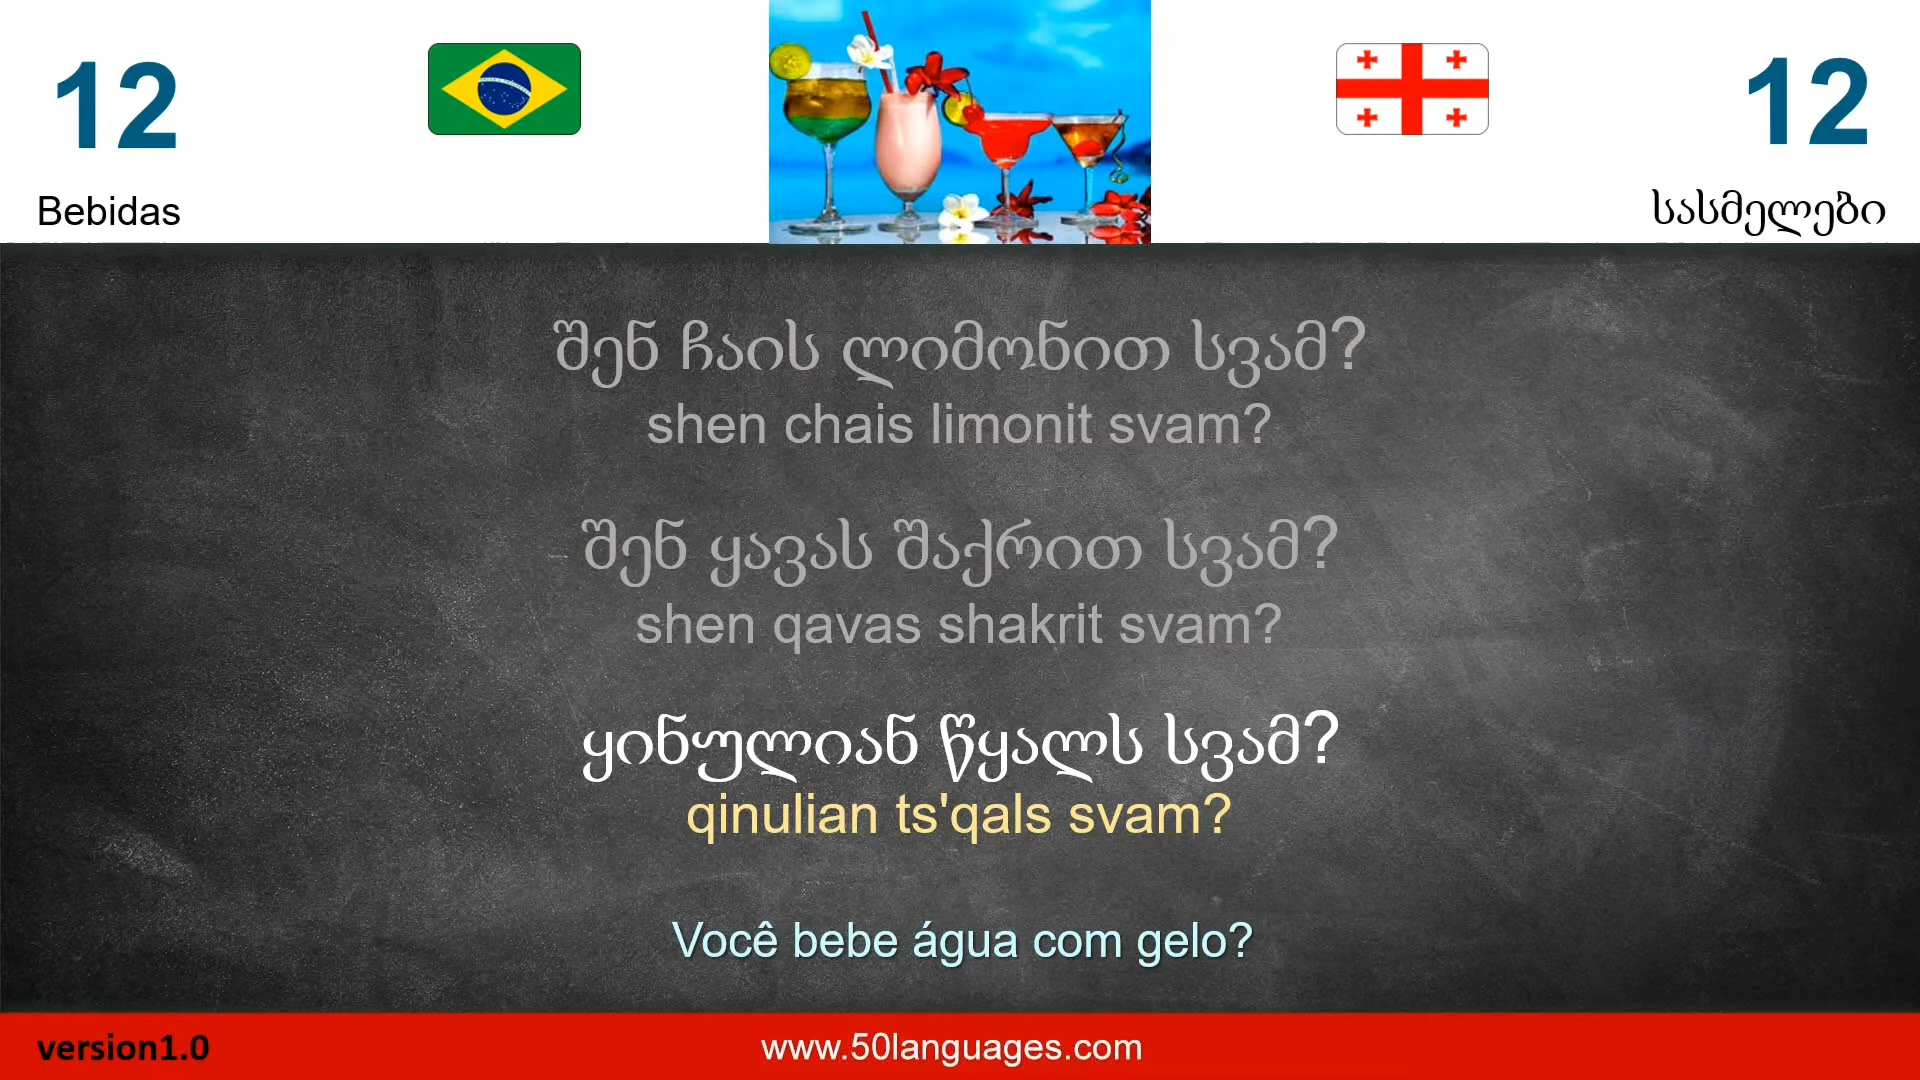 12
12
Bebidas
სასმელები
შენ ჩაის ლიმონით სვამ?
shen chais limonit svam?
შენ ყავას შაქრით სვამ?
shen qavas shakrit svam?
ყინულიან წყალს სვამ?
qinulian ts'qals svam?
Você bebe água com gelo?
version1.0
www.50languages.com